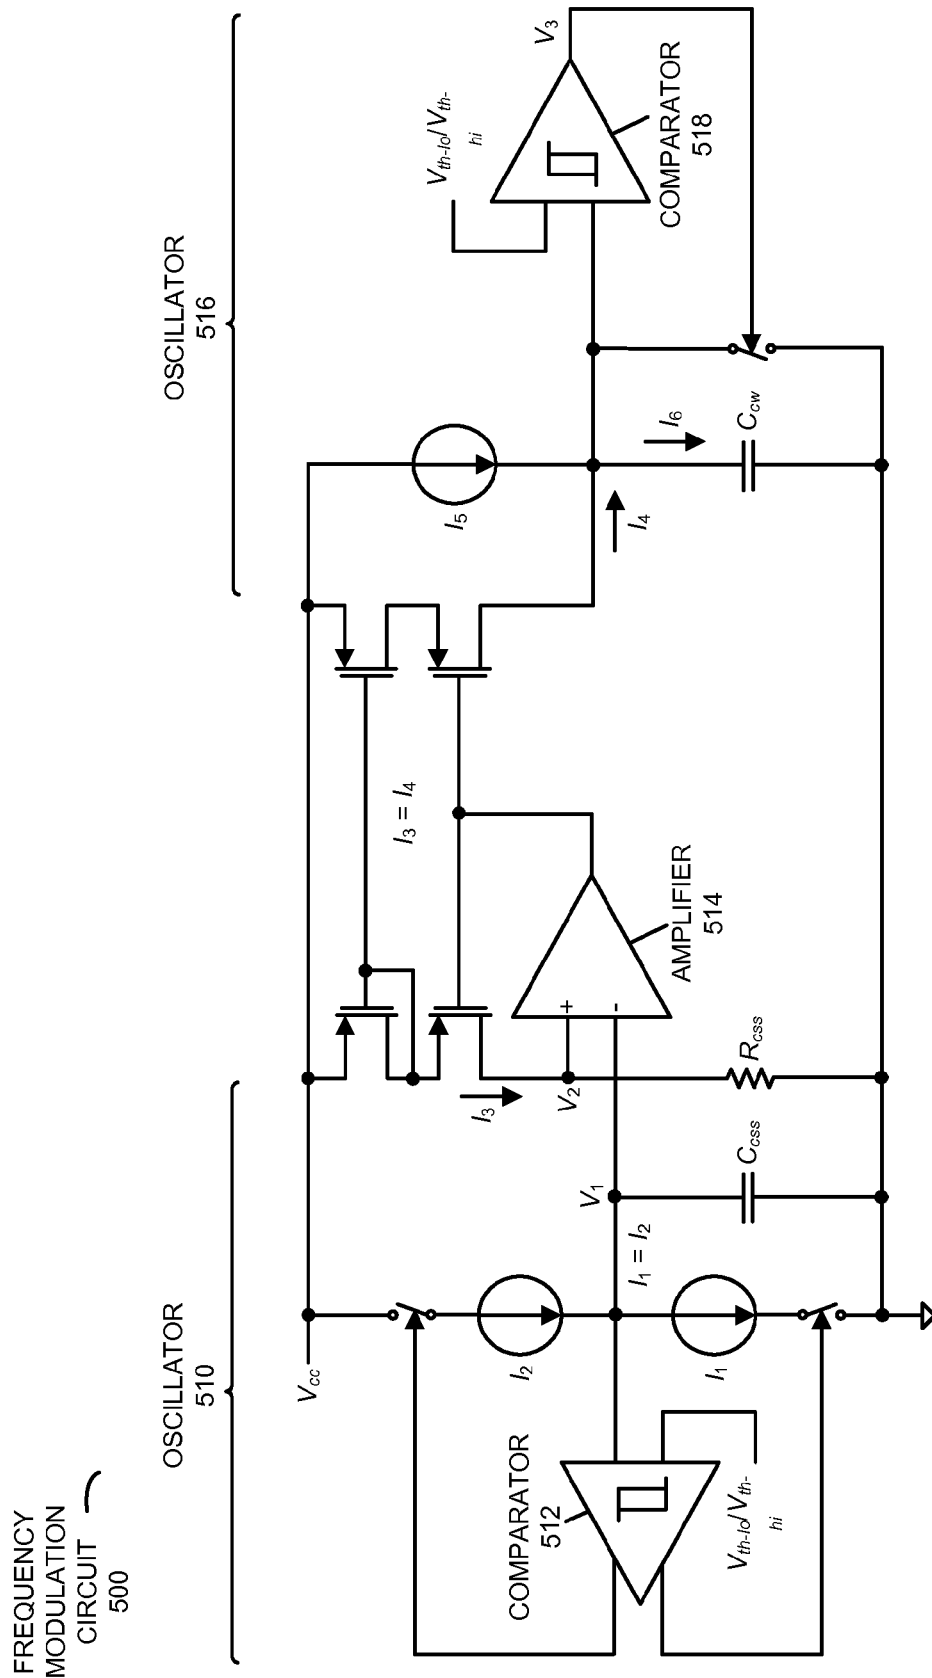 FREQUENCY
MODULATION
CIRCUIT
500
OSCILLATOR
510
OSCILLATOR
516
Vcc
I2
I1
I1 = I2
COMPARATOR
512
Vth-lo/Vth-
hi
V1
Ccss
Rcss
I3
V2
+
-
AMPLIFIER
514
I3 = I4
I5
I4
I6
Ccw
Vth-lo/Vth-
hi
COMPARATOR
518
V3